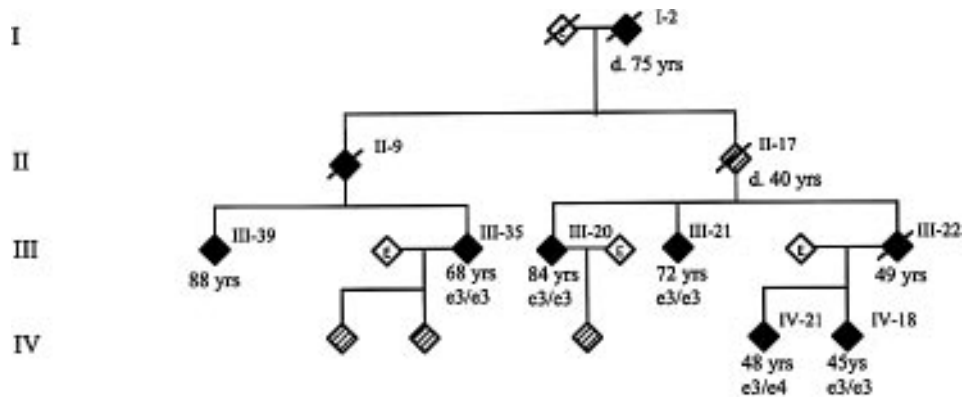 I
I-2
d. 75 yrs
II
II-9
II-17
d. 40 yrs
III
III-39
III-35
III-20
III-21
III-22
88 yrs
68 yrs
84 yrs
72 yrs
49 yrs
e3/e3
e3/e3
e3/e3
IV
IV-21
IV-18
48 yrs
45ys
e3/e4
e3/e3